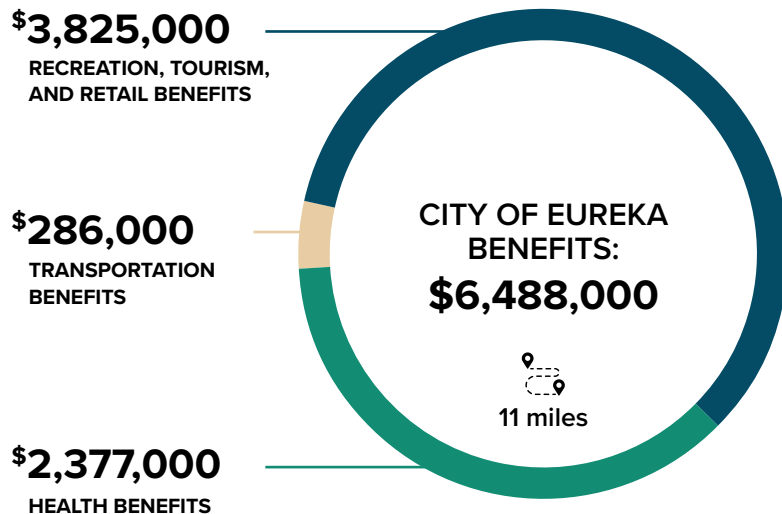 $3,825,000
RECREATION, TOURISM,
AND RETAIL BENEFITS
$286,000
TRANSPORTATION
BENEFITS
$2,377,000
HEALTH BENEFITS
CITY OF EUREKA
BENEFITS:
$6,488,000
11 miles